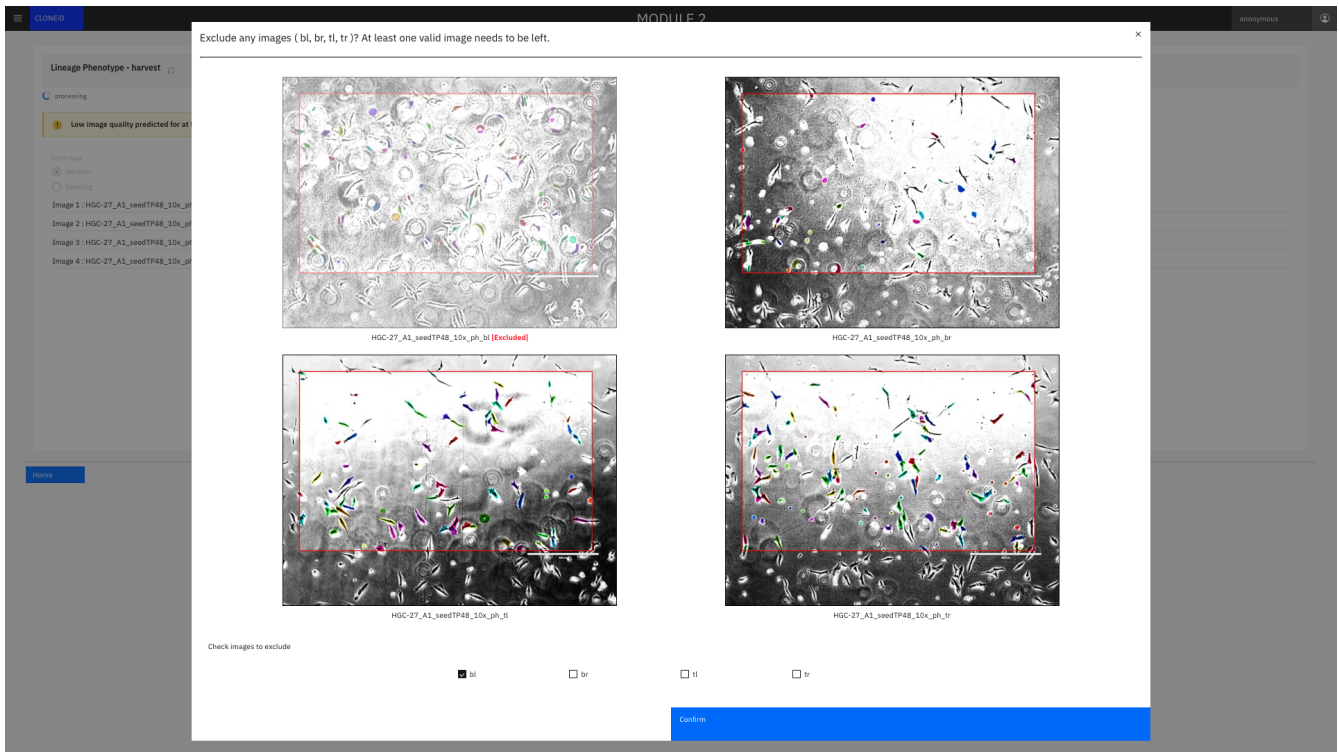 CLONEiD
MODULE 2
anonymous
Exclude any images ( bl, br, tl, tr )? At least one valid image needs to be left.
×
Lineage Phenotype - harvest
processing
Low image quality predicted for at
Event type
Harvest
Seeding
Image 1 : HGC-27_A1_seedTP48_10x_ph
Image 2 : HGC-27_A1_seedTP48_10x_ph
Image 3 : HGC-27_A1_seedTP48_10x_ph
Image 4 : HGC-27_A1_seedTP48_10x_ph
HGC-27_A1_seedTP48_10x_ph_bl |Excluded|
HGC-27_A1_seedTP48_10x_ph_br
HGC-27_A1_seedTP48_10x_ph_tl
HGC-27_A1_seedTP48_10x_ph_tr
Home
Check images to exclude
bl
br
tl
tr
Confirm